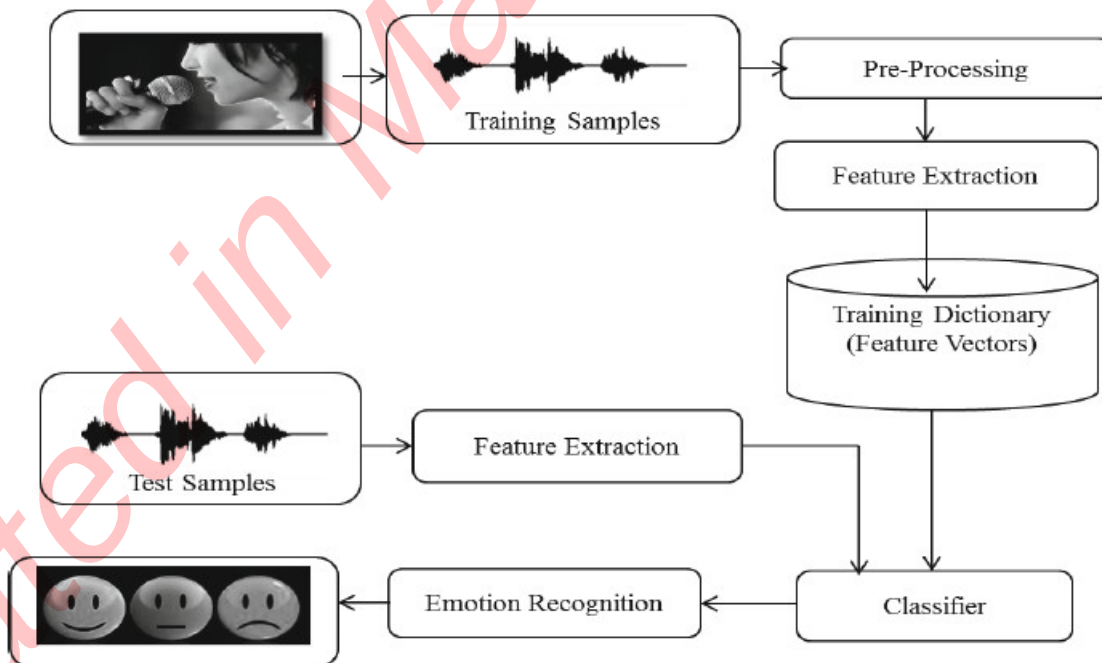 Training Samples
Pre-Processing
Feature Extraction
Training Dictionary
(Feature Vectors)
Test Samples
Feature Extraction
Classifier
Emotion Recognition